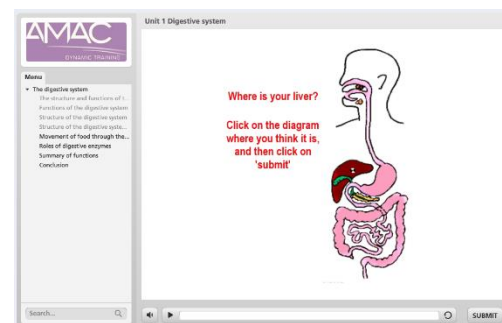 AMAC
DYNAMIC TRAINING
Unit 1 Digestive system
Menu
The digestive system
The structure and functions of t...
Functions of the digestive system
Structure of the digestive system
Structure of the digestive syste...
Movement of food through the...
Roles of digestive enzymes
Summery of functions
Conclusion
Search...
Where is your liver?
Click on the diagram
where you think it is,
and then click on
'submit'
SUBMIT